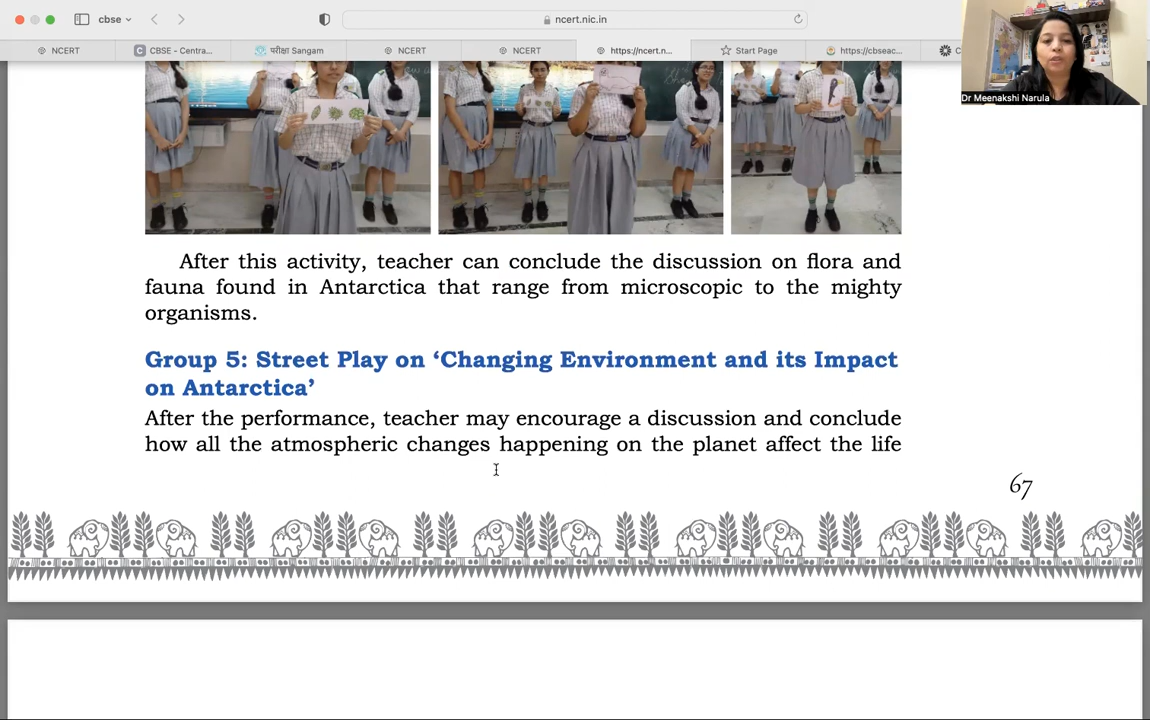 cbse
ncert.nic.in
NCERT
CBSE - Centra...
परीक्षा Sangam
NCERT
NCERT
https://ncert.n...
Start Page
https://cbseac...
C
Dr Meenakshi Narula
After this activity, teacher can conclude the discussion on flora and
fauna found in Antarctica that range from microscopic to the mighty
organisms.
Group 5: Street Play on ‘Changing Environment and its Impact
on Antarctica’
After the performance, teacher may encourage a discussion and conclude
how all the atmospheric changes happening on the planet affect the life
67